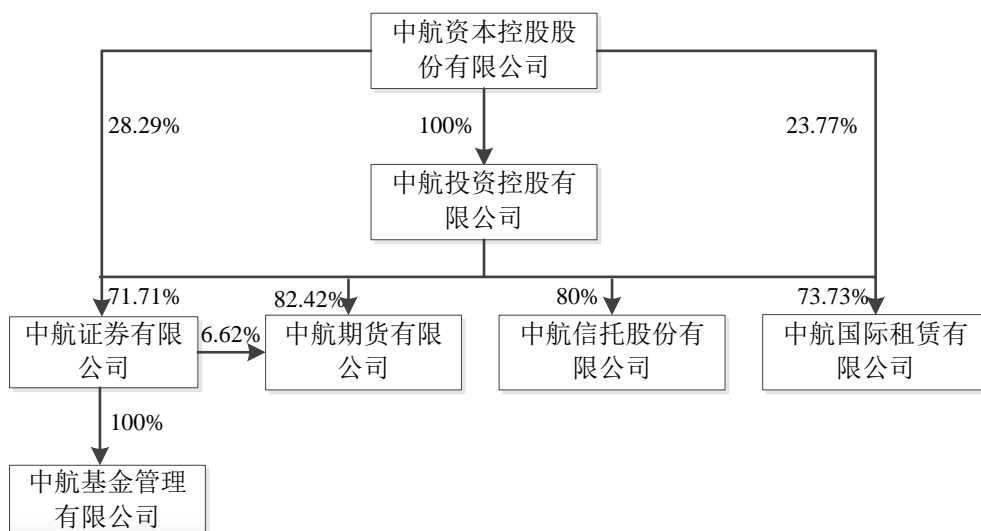 中航资本控股股
份有限公司
28.29%
100%
23.77%
中航投资控股有
限公司
71.71%
82.42%
80%
73.73%
中航证券有限
公司
6.62%
中航期货有限
公司
中航信托股份有
限公司
中航国际租赁有
限公司
100%
中航基金管理
有限公司